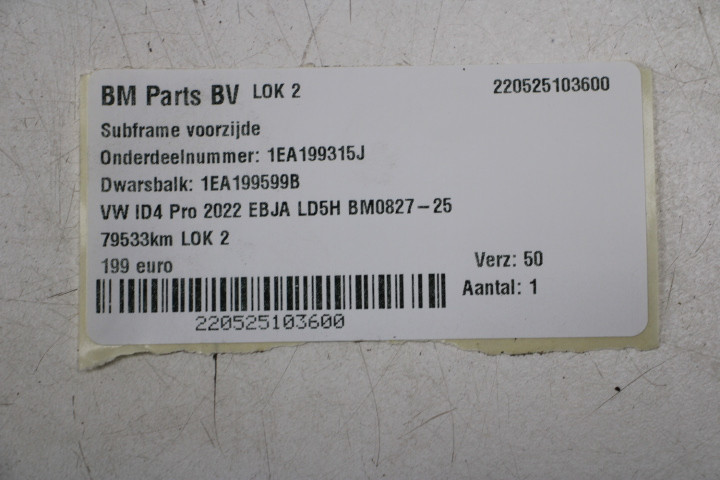 BM Parts BV LOK 2 220525103600
Subframe voorzijde
Onderdeelnummer: 1EA199315J
Dwarsbalk: 1EA199599B
VW ID4 Pro 2022 EBJA LD5H BM0827-25
79533km LOK 2
199 euro Verz: 50
Aantal: 1
220525103600